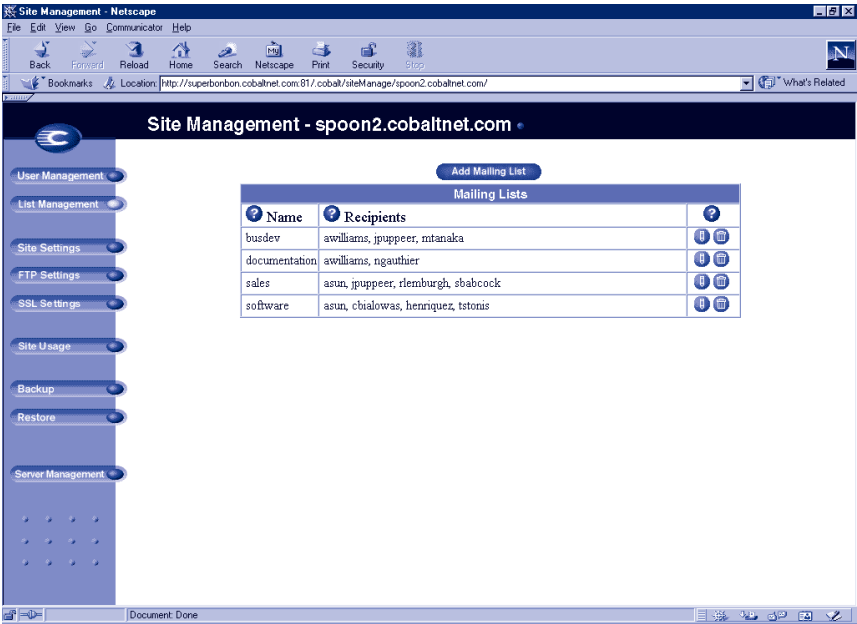 Site Management - Netscape
File Edit View Go Communicator Help
Back Forward Reload Home Search Netscape Print Security Stop
My
N
Bookmarks Location: http://superbonbon.cobaltnet.com:81/.cobalt/siteManage/spoon2.cobaltnet.com/ What's Related
Site Management - spoon2.cobaltnet.com
User Management
List Management
Site Settings
FTP Settings
SSL Settings
Site Usage
Backup
Restore
Server Management
Add Mailing List
Mailing Lists
? Name ? Recipients ?
busdev awilliams, jpuppeer, mtanaka
documentation awilliams, ngauthier
sales asun, jpuppeer, rlemburgh, sbabcock
software asun, cbialowas, henriquez, tstonis
Document: Done